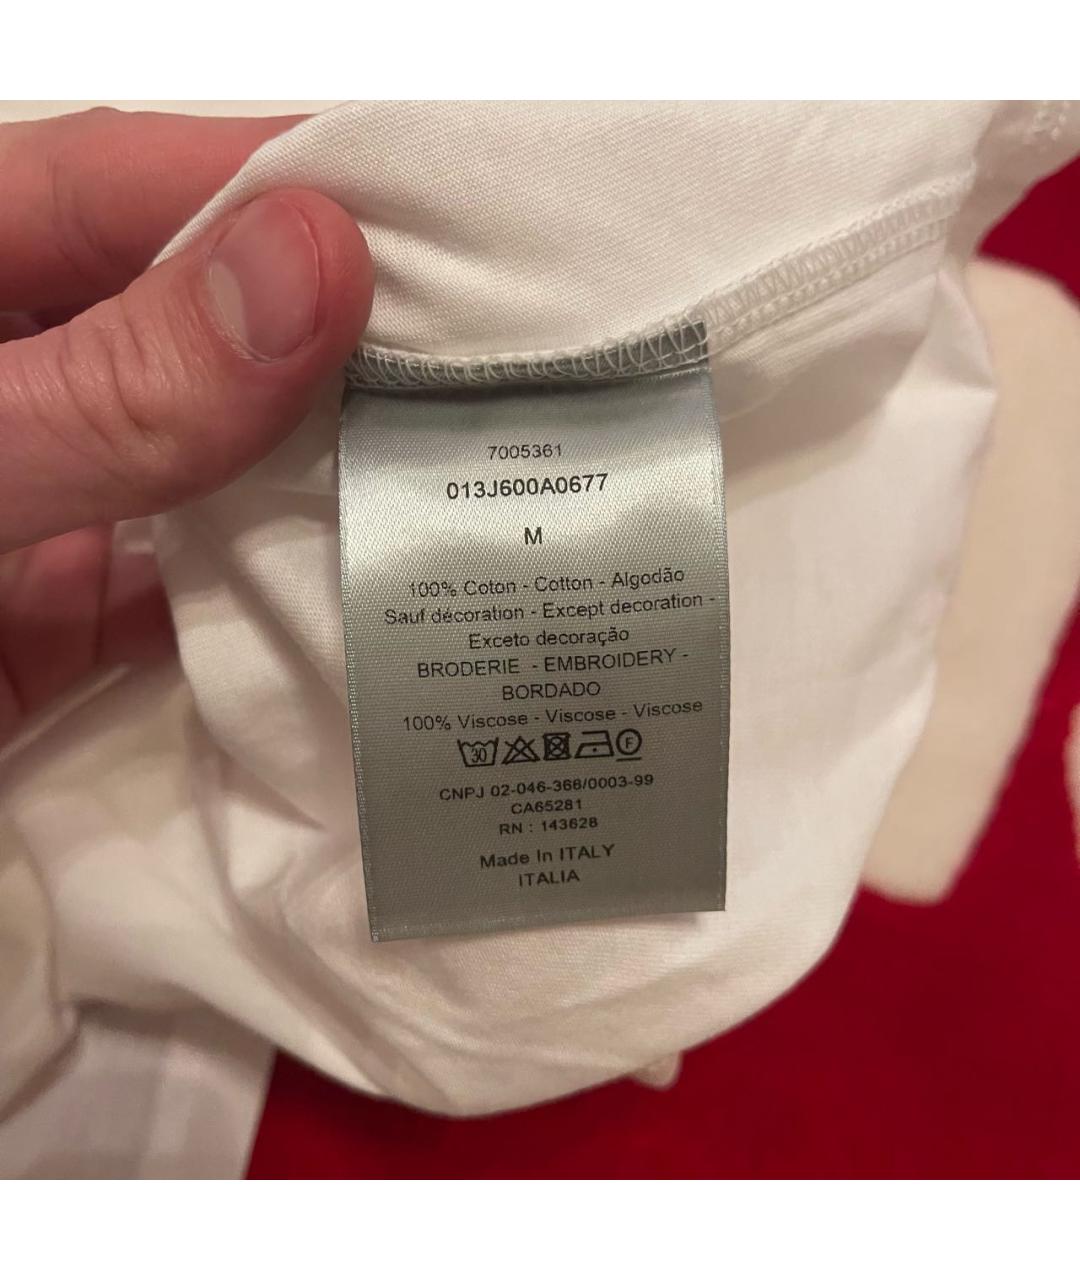 7005361
013J600A0677
M
100% Coton - Cotton - Algodão
Sauf décoration - Except decoration -
Exceto decoração
BRODERIE - EMBROIDERY -
BORDADO
100% Viscose - Viscose - Viscose
30 F
CNPJ 02-046-366/0003-99
CA65281
RN : 143628
Made In ITALY
ITALIA